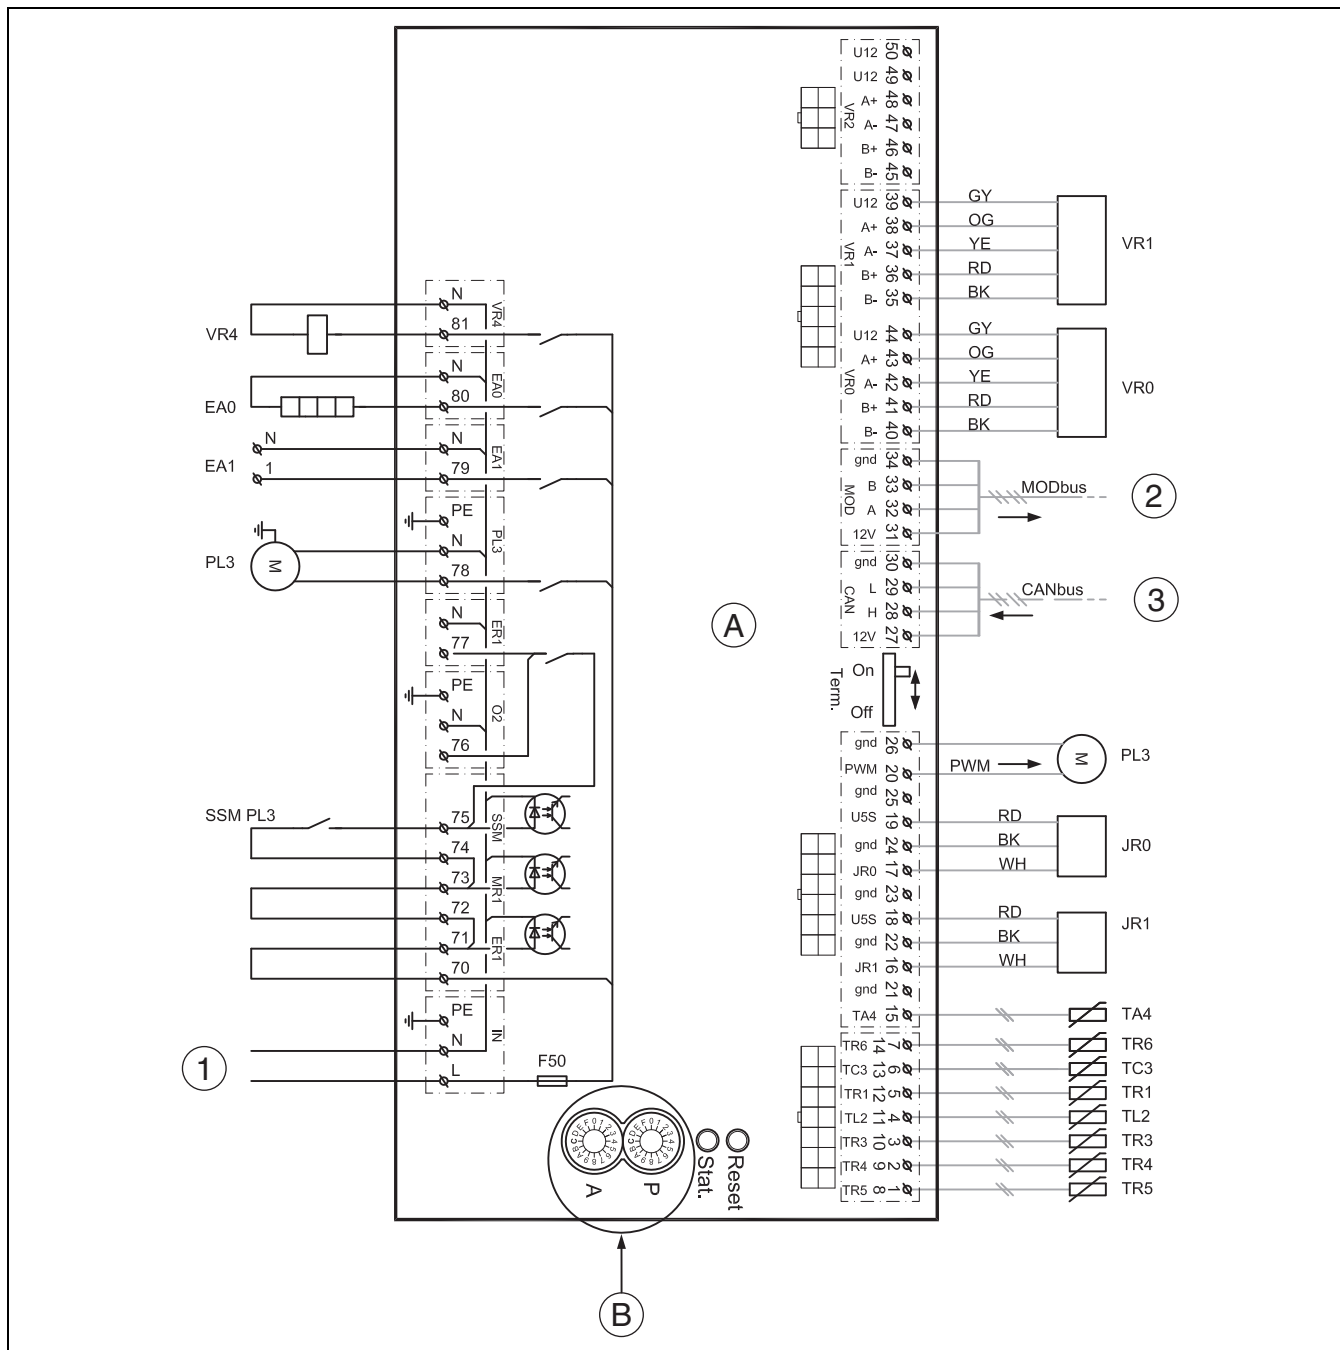 VR4
EA0
EA1
N
1
PL3
M
SSM PL3
1
N
81
VR4
N
80
EA0
N
79
EA1
PE
N
78
PL3
N
77
ER1
PE
N
76
O2
75
74
73
72
71
70
SSM
MR1
ER1
PE
N
L
IN
F50
A
0123456789ABCDEF
A
0123456789ABCDEF
P
Stat.
Reset
B
U12 50
U12 49
A+ 48
A- 47
B+ 46
B- 45
VR2
U12 39 GY
A+ 38 OG
A- 37 YE
B+ 36 RD
B- 35 BK
VR1
VR1
U12 44 GY
A+ 43 OG
A- 42 YE
B+ 41 RD
B- 40 BK
VR0
VR0
gnd 34
B 33
A 32
12V 31
MOD
MODbus
2
gnd 30
L 29
H 28
12V 27
CAN
CANbus
3
On
Off
Term.
gnd 26
PWM 20 PWM
M
PL3
gnd 25
U5S 19 RD
gnd 24 BK
JR0 17 WH
JR0
gnd 23
U5S 18 RD
gnd 22 BK
JR1 16 WH
JR1
gnd 21
TA4 15 TA4
TR6 14 7 TR6
TC3 13 6 TC3
TR1 12 5 TR1
TL2 11 4 TL2
TR3 10 3 TR3
TR4 9 2 TR4
TR5 8 1 TR5